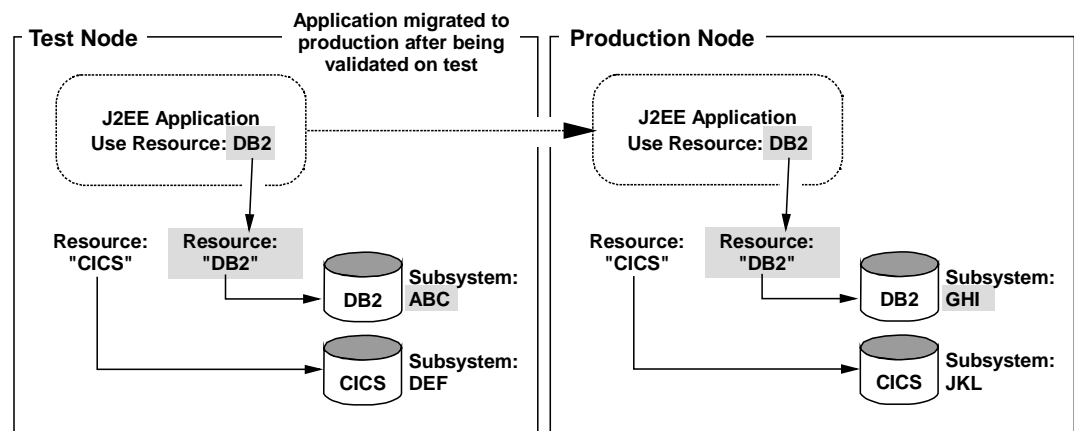 Application migrated to
production after being
validated on test
Test Node
J2EE Application
Use Resource: DB2
Resource:
"CICS"
Resource:
"DB2"
DB2
Subsystem:
ABC
CICS
Subsystem:
DEF
Production Node
J2EE Application
Use Resource: DB2
Resource:
"CICS"
Resource:
"DB2"
DB2
Subsystem:
GHI
CICS
Subsystem:
JKL